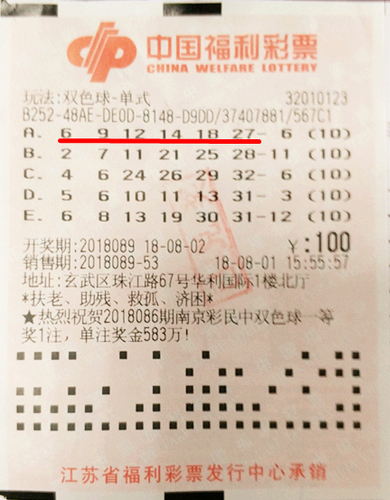 中国福利彩票
CHINA WELFARE LOTTERY
玩法:双色球-单式 32010123
B252-48AE-DE0D-8148-D9DD/37407881/567C1
A. 6 9 12 14 18 27- 6 (10)
B. 2 7 11 21 25 28-11 (10)
C. 4 6 24 26 29 32- 6 (10)
D. 5 6 10 11 13 31- 3 (10)
E. 6 8 13 19 30 31-12 (10)
开奖期:2018089 18-08-02 ¥:100
销售期:2018089-53 18-08-01 15:55:57
地址:玄武区珠江路67号华利国际1楼北厅
*扶老、助残、救孤、济困*
★热烈祝贺2018086期南京彩民中双色球一等
奖1注,单注奖金583万!
江苏省福利彩票发行中心承销